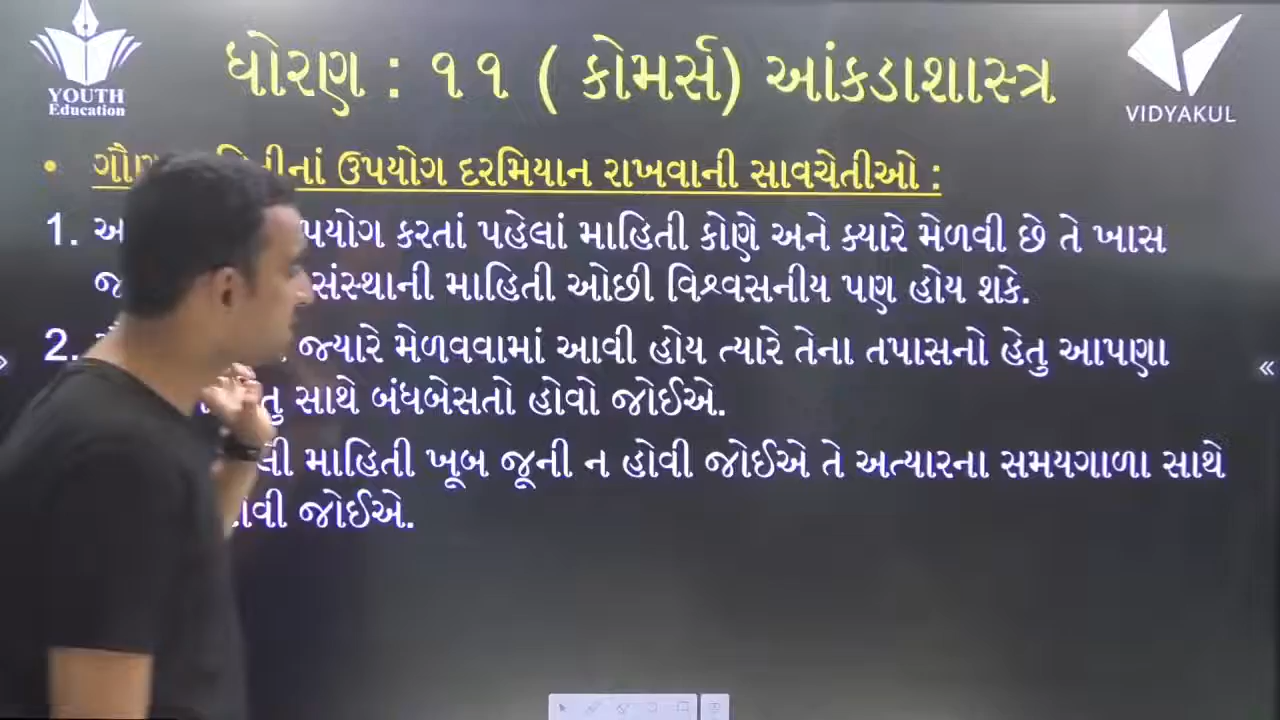 YOUTH
Education
ધોરણ : ૧૧ ( કોમર્સ) આંકડાશાસ્ત્ર
VIDYAKUL
• ઉપયોગ દરમિયાન રાખવાની સાવચેતીઓ :
1. કરતાં પહેલાં માહિતી કોણે અને ક્યારે મેળવી છે તે ખાસ
સંસ્થાની માહિતી ઓછી વિશ્વસનીય પણ હોય શકે.
2. જ્યારે મેળવવામાં આવી હોય ત્યારે તેના તપાસનો હેતુ આપણા
સાથે બંધબેસતો હોવો જોઈએ.
માહિતી ખૂબ જૂની ન હોવી જોઈએ તે અત્યારના સમયગાળા સાથે
જોઈએ.